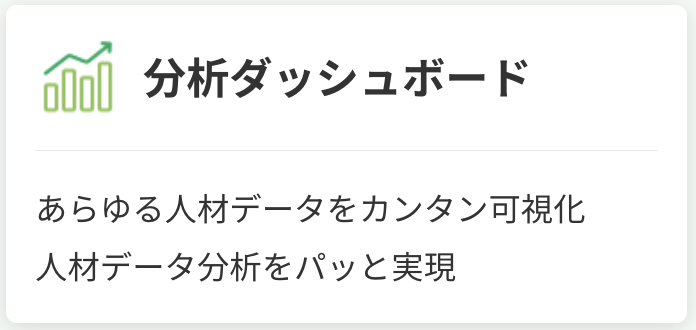 分析ダッシュボード
あらゆる人材データをカンタン可視化
人材データ分析をパッと実現